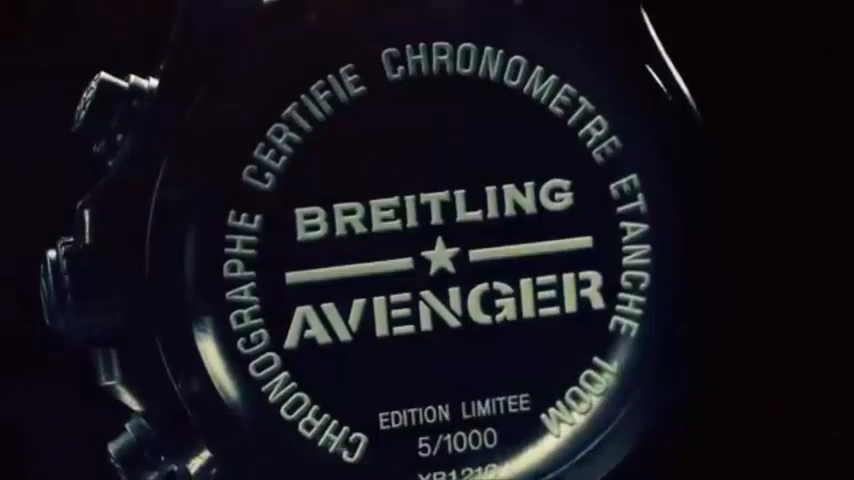 CHRONOGRAPHE CERTIFIE CHRONOMETRE ETANCHE 100M
BREITLING
AVENGER
EDITION LIMITEE
5/1000